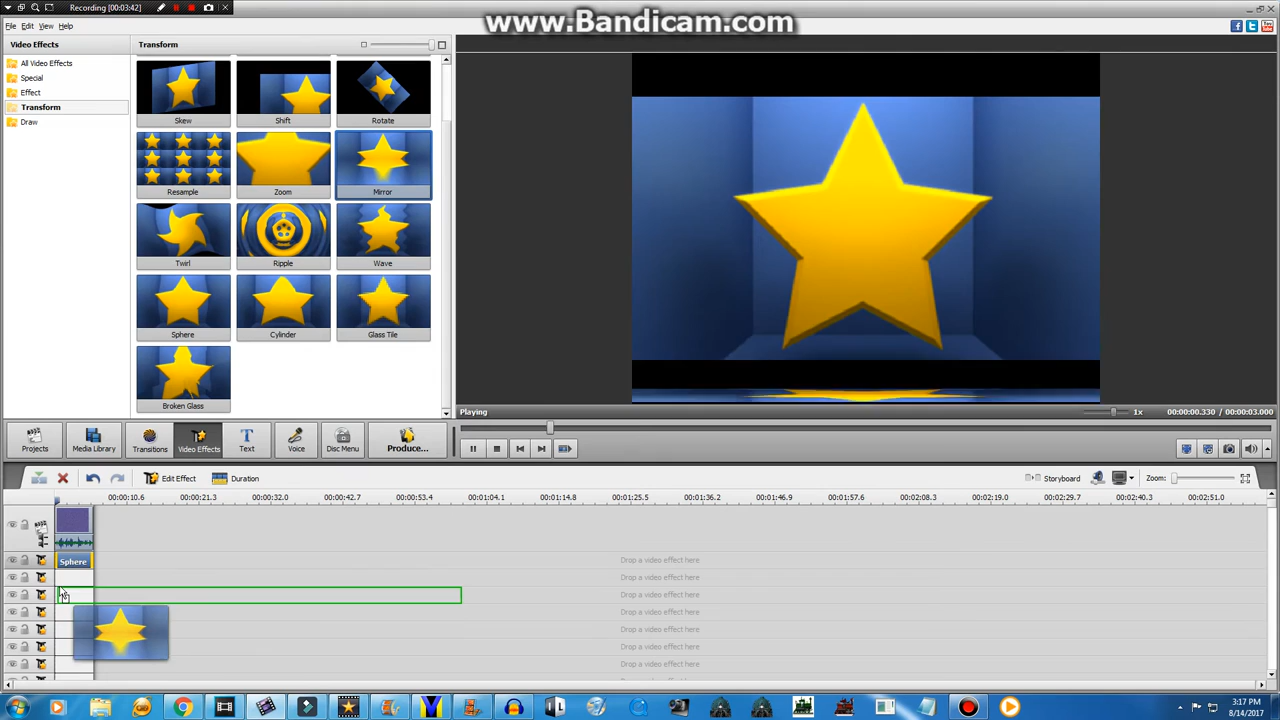 Recording [00:03:42]
www.Bandicam.com
File Edit View Help
Video Effects
Transform
All Video Effects
Special
Effect
Transform
Draw
Skew
Shift
Rotate
Resample
Zoom
Mirror
Twirl
Ripple
Wave
Sphere
Cylinder
Glass Tile
Broken Glass
Playing
1x
00:00:00.330 / 00:00:03.000
Projects
Media Library
Transitions
Video Effects
Text
Voice
Disc Menu
Produce...
Edit Effect
Duration
Storyboard
Zoom:
00:00:10.6 00:00:21.3 00:00:32.0 00:00:42.7 00:00:53.4 00:01:04.1 00:01:14.8 00:01:25.5 00:01:36.2 00:01:46.9 00:01:57.6 00:02:08.3 00:02:19.0 00:02:29.7 00:02:40.3 00:02:51.0
Sphere
Drop a video effect here
Drop a video effect here
Drop a video effect here
Drop a video effect here
Drop a video effect here
Drop a video effect here
Drop a video effect here
3:17 PM
8/14/2017